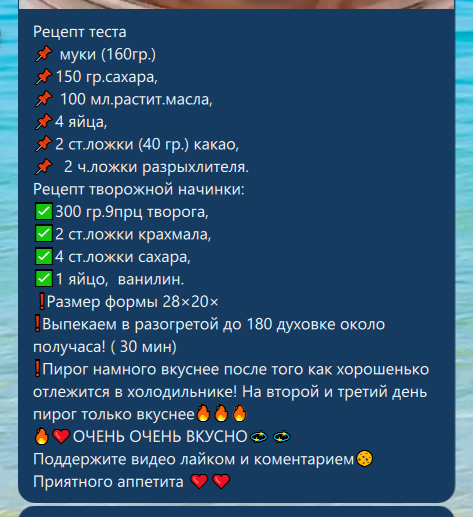 Рецепт теста
📌 муки (160гр.)
📌150 гр.сахара,
📌 100 мл.растит.масла,
📌4 яйца,
📌2 ст.ложки (40 гр.) какао,
📌 2 ч.ложки разрыхлителя.
Рецепт творожной начинки:
✅300 гр.9прц творога,
✅2 ст.ложки крахмала,
✅4 ст.ложки сахара,
✅1 яйцо, ванилин.
❗Размер формы 28×20×
❗Выпекаем в разогретой до 180 духовке около
получаса! ( 30 мин)
❗Пирог намного вкуснее после того как хорошенько
отлежится в холодильнике! На второй и третий день
пирог только вкуснее🔥🔥🔥
🔥❤️ОЧЕНЬ ОЧЕНЬ ВКУСНО💫 💫
Поддержите видео лайком и коментарием🍪
Приятного аппетита ❤️❤️